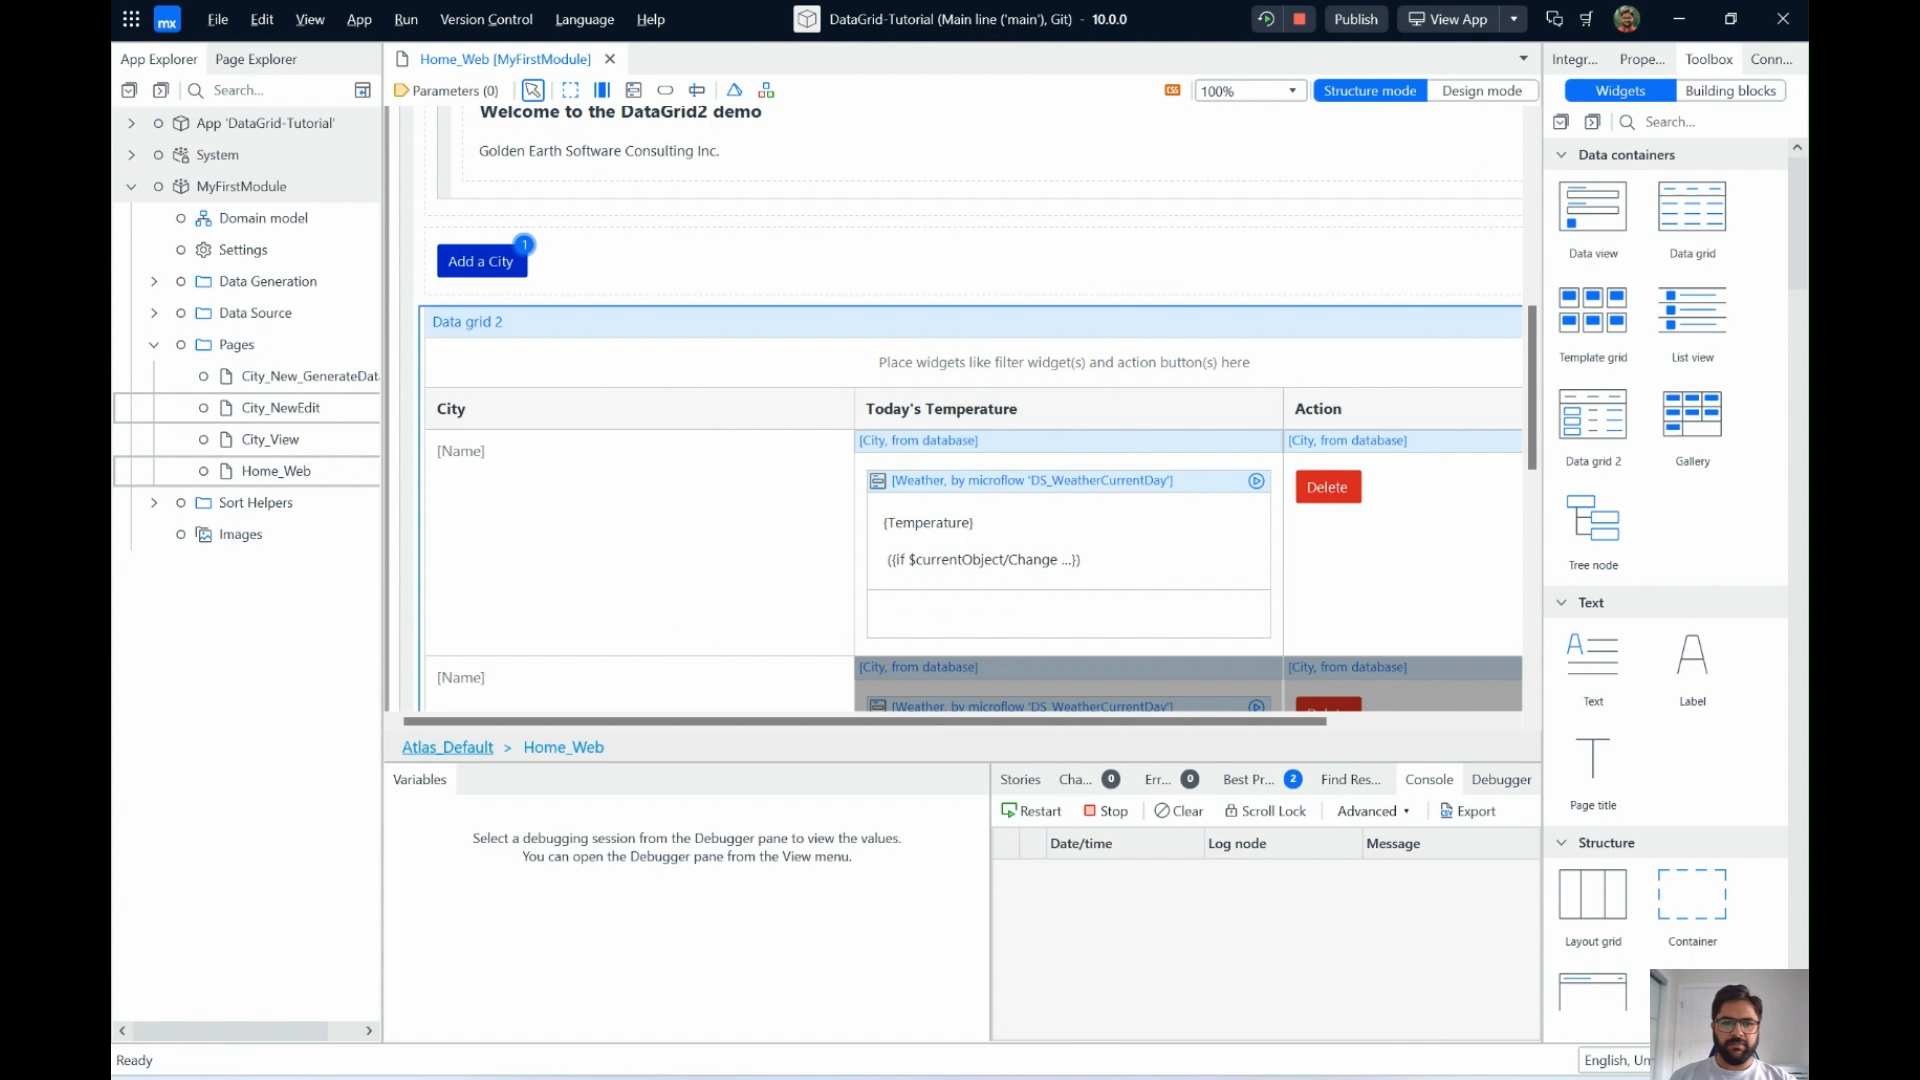 mx File Edit View App Run Version Control Language Help DataGrid-Tutorial (Main line ('main'), Git) - 10.0.0 Publish View App
App Explorer Page Explorer Home_Web [MyFirstModule] Integr... Prope... Toolbox Conn...
Search... Parameters (0) 100% Structure mode Design mode Widgets Building blocks
Search...
App 'DataGrid-Tutorial'
System
MyFirstModule
Domain model
Settings
Data Generation
Data Source
Pages
City_New_GenerateDat
City_NewEdit
City_View
Home_Web
Sort Helpers
Images
Welcome to the DataGrid2 demo
Golden Earth Software Consulting Inc.
Add a City 1
Data grid 2
Place widgets like filter widget(s) and action button(s) here
City Today's Temperature Action
[Name] [City, from database] [City, from database]
[Weather, by microflow 'DS_WeatherCurrentDay'] Delete
{Temperature}
({if $currentObject/Change ...})
[Name] [City, from database] [City, from database]
[Weather, by microflow 'DS_WeatherCurrentDay']
Atlas_Default > Home_Web
Variables
Select a debugging session from the Debugger pane to view the values.
You can open the Debugger pane from the View menu.
Stories Cha... 0 Err... 0 Best Pr... 2 Find Res... Console Debugger
Restart Stop Clear Scroll Lock Advanced Export
Date/time Log node Message
Data containers
Data view Data grid
Template grid List view
Data grid 2 Gallery
Tree node
Text
Text Label
Page title
Structure
Layout grid Container
Ready
English, Un